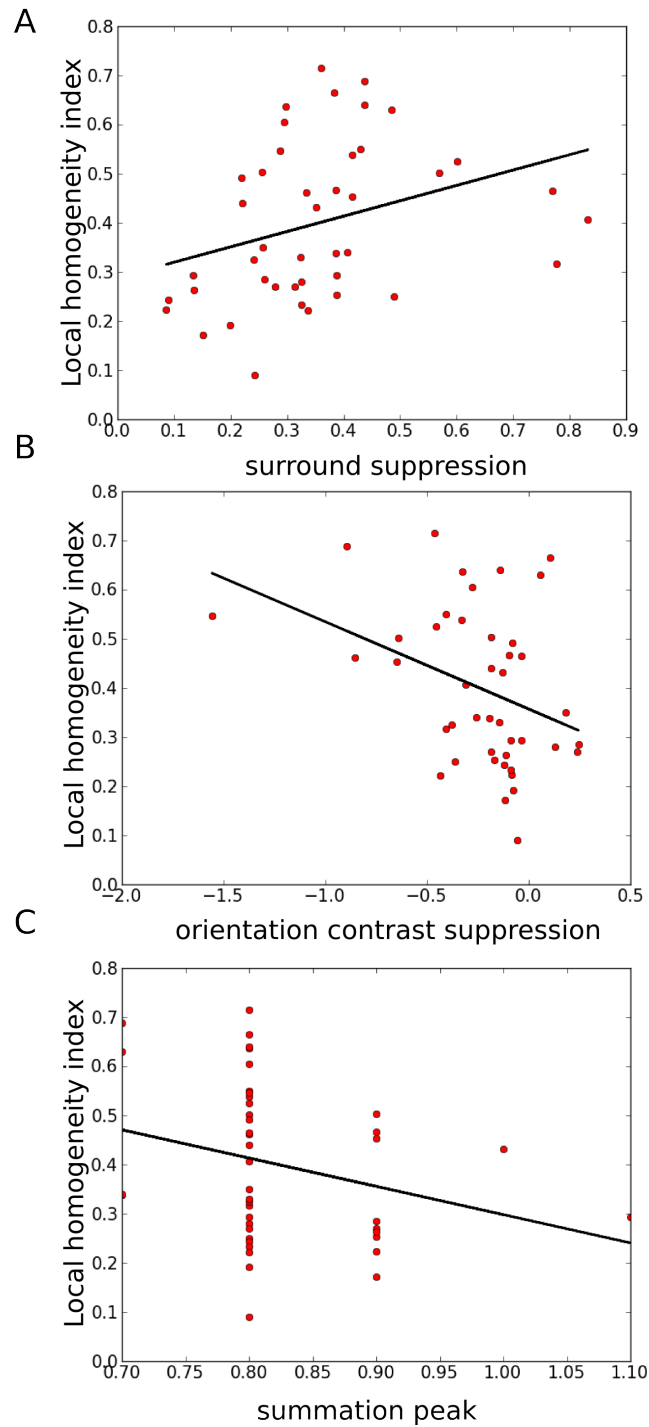 A
Local homogeneity index
0.8
0.7
0.6
0.5
0.4
0.3
0.2
0.1
0.0
0.0 0.1 0.2 0.3 0.4 0.5 0.6 0.7 0.8 0.9
surround suppression
B
Local homogeneity index
0.8
0.7
0.6
0.5
0.4
0.3
0.2
0.1
0.0
−2.0 −1.5 −1.0 −0.5 0.0 0.5
orientation contrast suppression
C
Local homogeneity index
0.8
0.7
0.6
0.5
0.4
0.3
0.2
0.1
0.0
0.70 0.75 0.80 0.85 0.90 0.95 1.00 1.05 1.10
summation peak